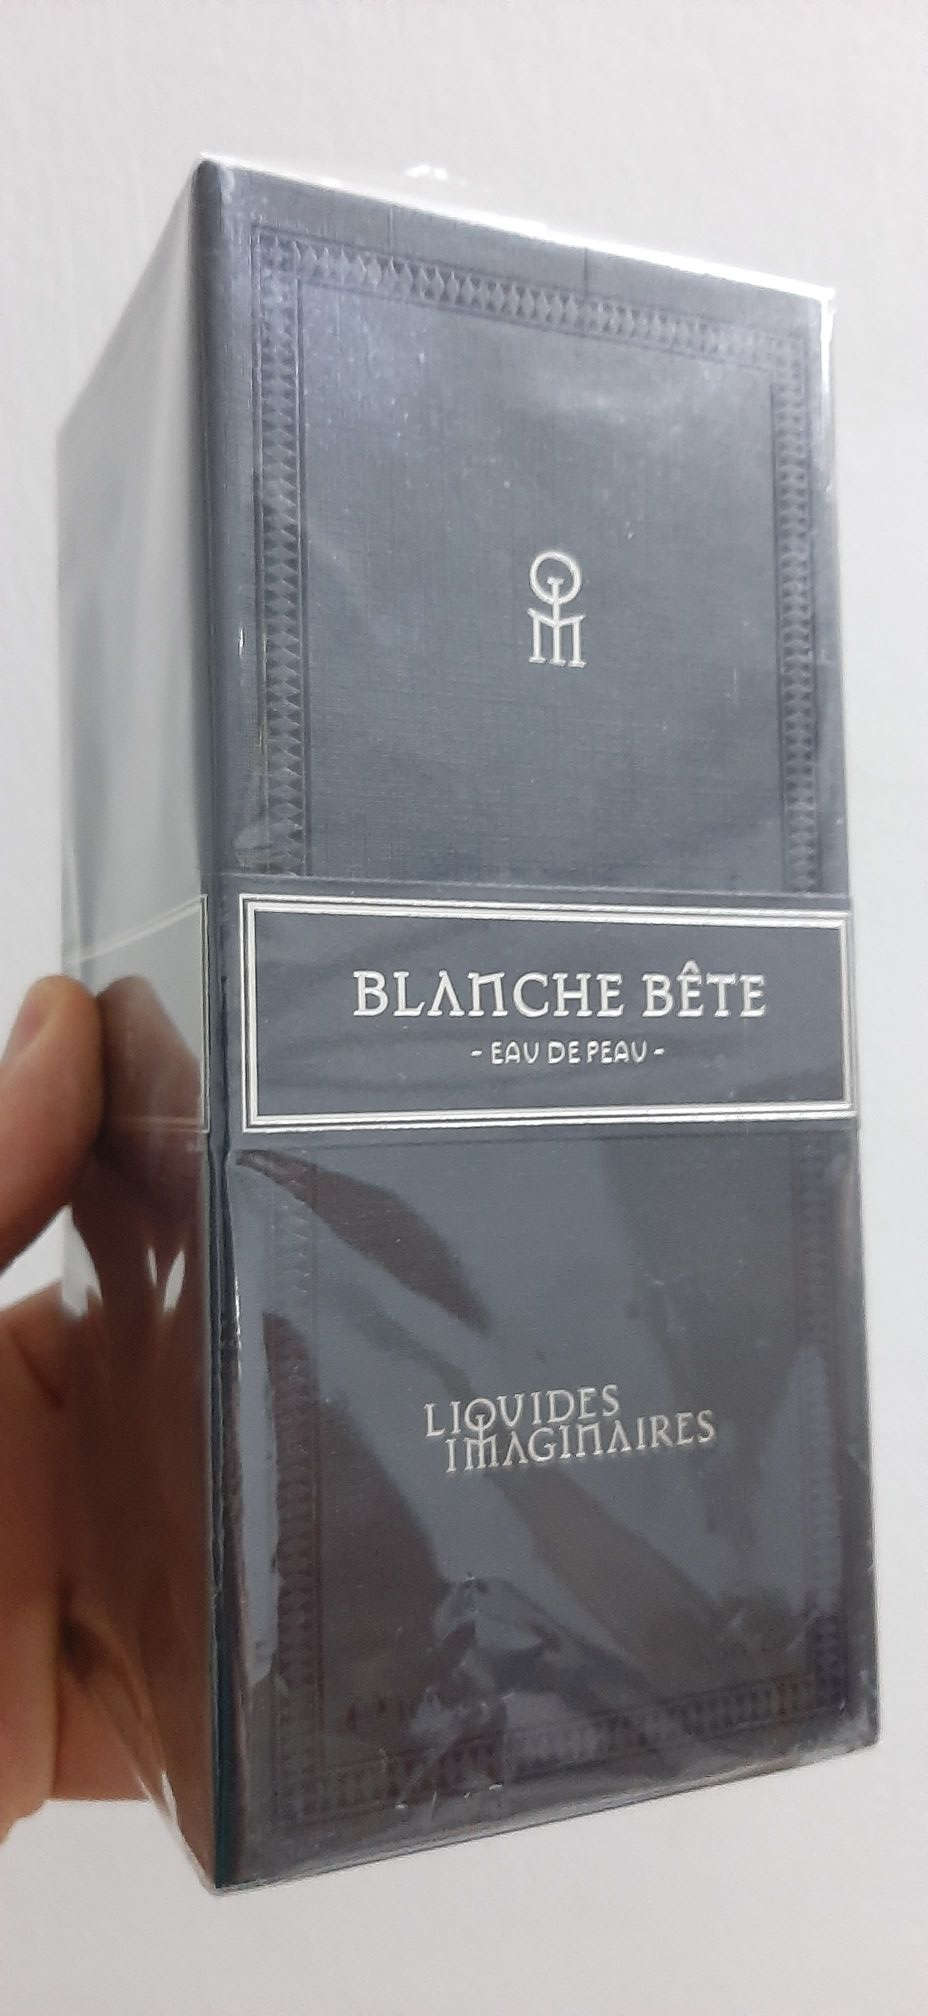 BLANCHE BÊTE
- EAU DE PEAU -
LIQUIDES
IMAGINAIRES